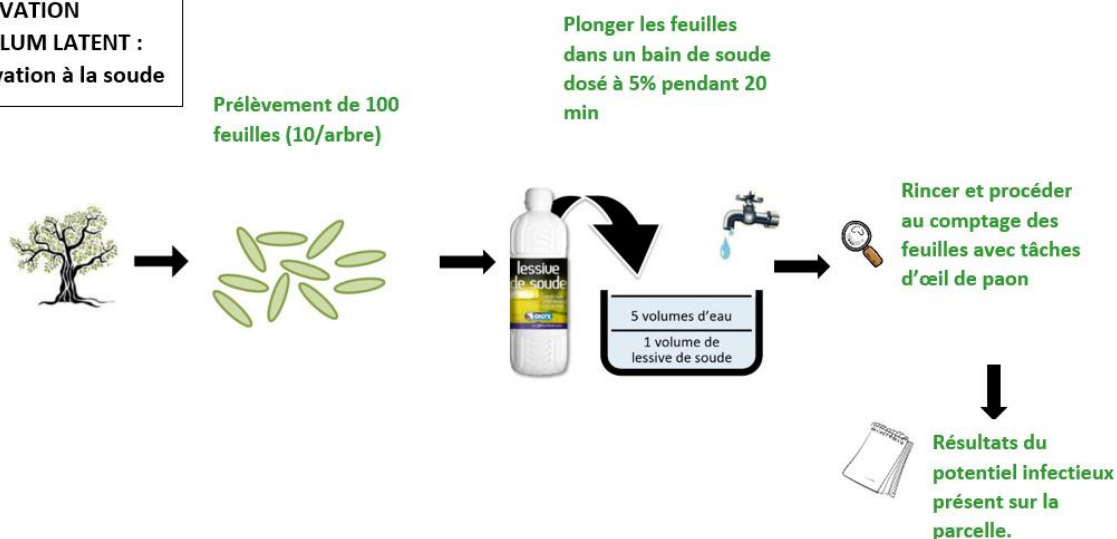 VATION
LUM LATENT :
vation à la soude
Prélèvement de 100
feuilles (10/arbre)
Plonger les feuilles
dans un bain de soude
dosé à 5% pendant 20
min
lessive
de soude
ONYX
5 volumes d'eau
1 volume de
lessive de soude
Rincer et procéder
au comptage des
feuilles avec tâches
d'œil de paon
Résultats du
potentiel infectieux
présent sur la
parcelle.